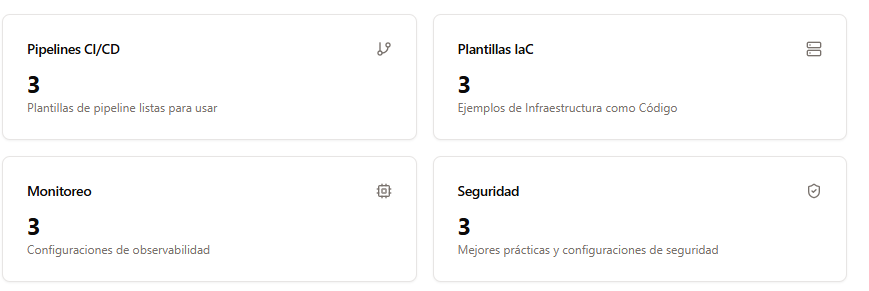 Pipelines CI/CD
3
Plantillas de pipeline listas para usar
Plantillas IaC
3
Ejemplos de Infraestructura como Código
Monitoreo
3
Configuraciones de observabilidad
Seguridad
3
Mejores prácticas y configuraciones de seguridad